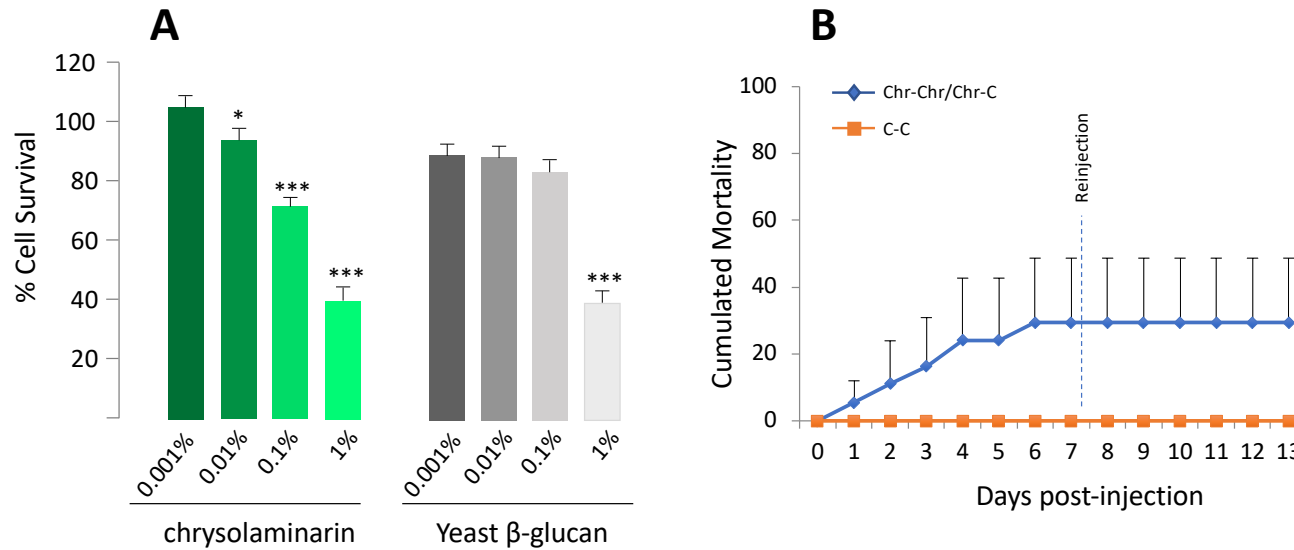 A
% Cell Survival
120
100
80
60
40
20
*
***
***
***
0.001%
0.01%
0.1%
1%
0.001%
0.01%
0.1%
1%
chrysolaminarin
Yeast β-glucan
B
Cumulated Mortality
100
80
60
40
20
0
Chr-Chr/Chr-C
C-C
Reinjection
0 1 2 3 4 5 6 7 8 9 10 11 12 13
Days post-injection